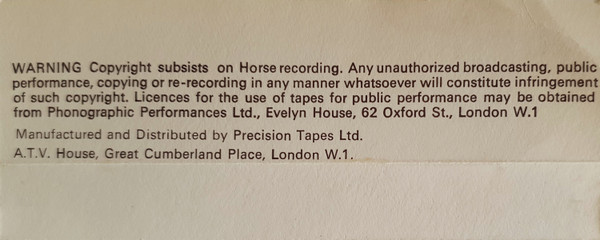 WARNING Copyright subsists on Horse recording. Any unauthorized broadcasting, public
performance, copying or re-recording in any manner whatsoever will constitute infringement
of such copyright. Licences for the use of tapes for public performance may be obtained
from Phonographic Performances Ltd., Evelyn House, 62 Oxford St., London W.1
Manufactured and Distributed by Precision Tapes Ltd.
A.T.V. House, Great Cumberland Place, London W.1.